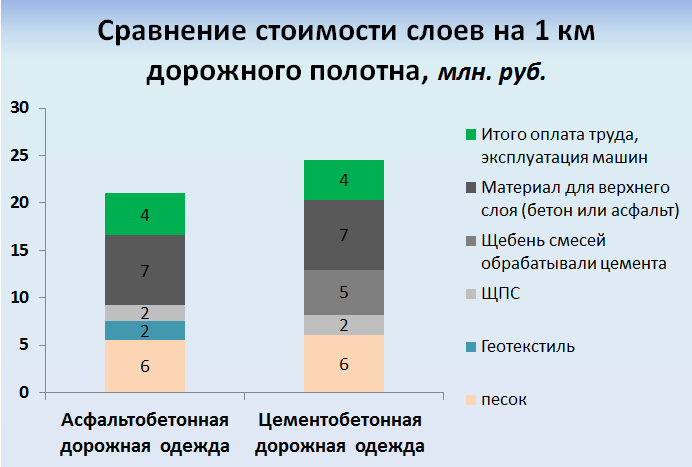 Сравнение стоимости слоев на 1 км
дорожного полотна, млн. руб.
30
25
20
15
10
5
0
4
7
2
2
6
4
7
5
2
6
Асфальтобетонная
дорожная одежда
Цементобетонная
дорожная одежда
Итого оплата труда,
эксплуатация машин
Материал для верхнего
слоя (бетон или асфальт)
Щебень смесей
обрабатывали цемента
ЩПС
Геотекстиль
песок